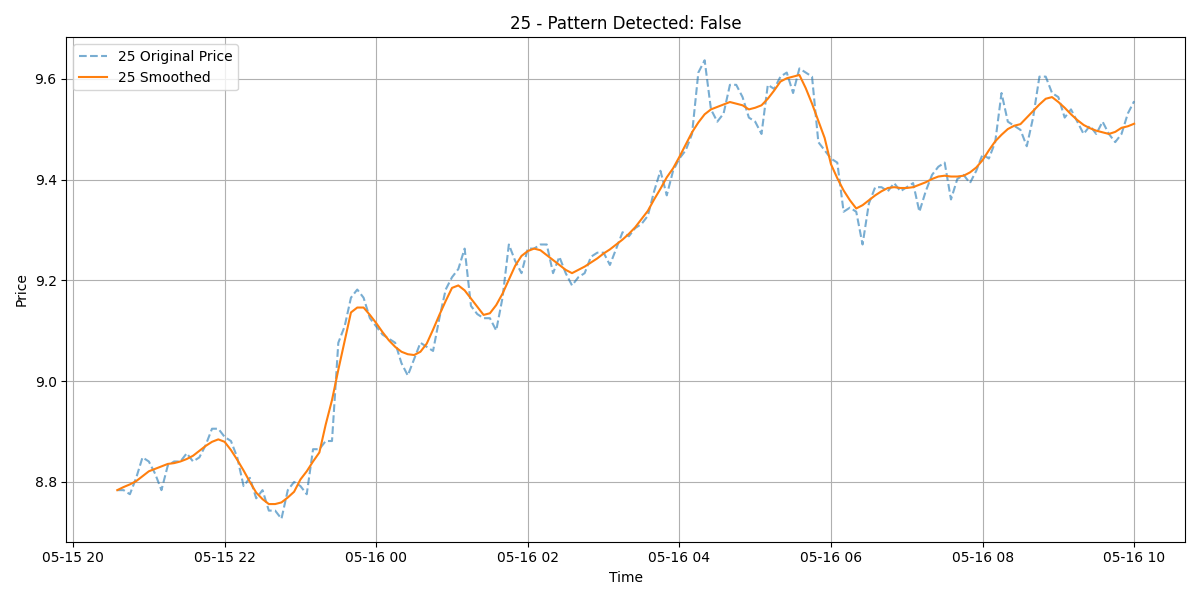 25 - Pattern Detected: False
25 Original Price
25 Smoothed
Price
9.6
9.4
9.2
9.0
8.8
05-15 20
05-15 22
05-16 00
05-16 02
05-16 04
05-16 06
05-16 08
05-16 10
Time